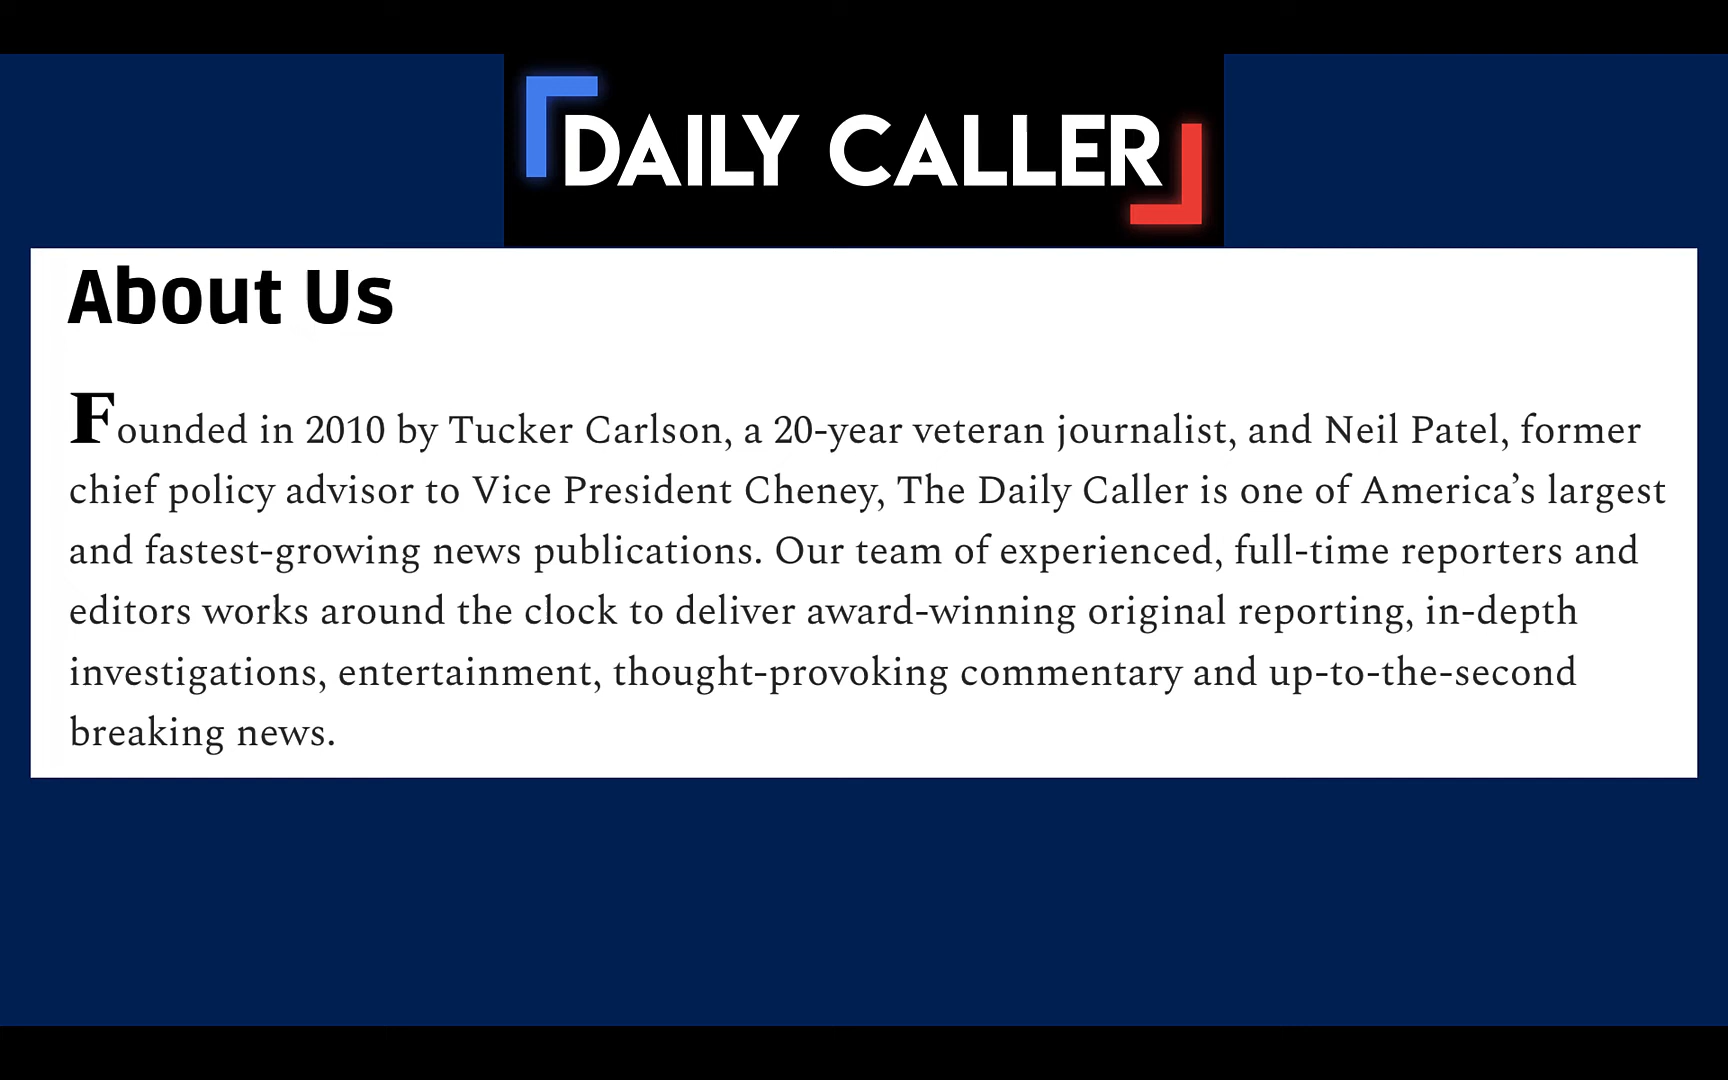 DAILY CALLER
About Us
Founded in 2010 by Tucker Carlson, a 20-year veteran journalist, and Neil Patel, former
chief policy advisor to Vice President Cheney, The Daily Caller is one of America’s largest
and fastest-growing news publications. Our team of experienced, full-time reporters and
editors works around the clock to deliver award-winning original reporting, in-depth
investigations, entertainment, thought-provoking commentary and up-to-the-second
breaking news.